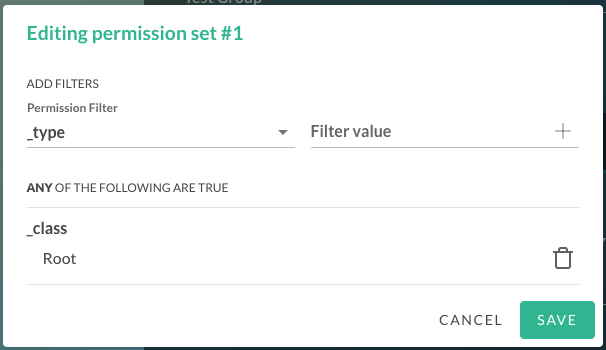 Test Group
Editing permission set #1
ADD FILTERS
Permission Filter
_type
Filter value
ANY OF THE FOLLOWING ARE TRUE
_class
Root
CANCEL
SAVE